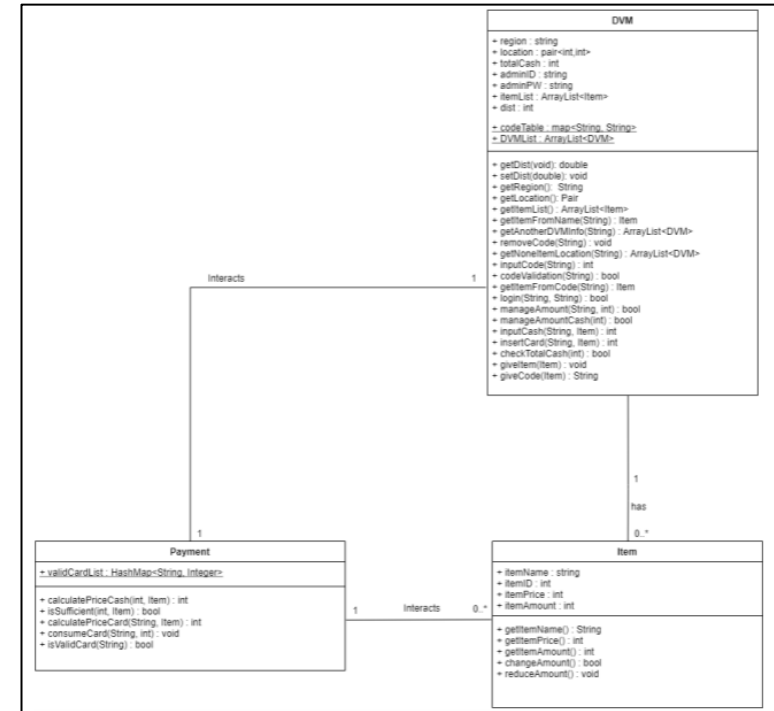 DVM
+ region : string
+ location : pair<int,int>
+ totalCash : int
+ adminID : string
+ adminPW : string
+ itemList : ArrayList<Item>
+ dist : int
+ codeTable : map<String, String>
+ DVMList : ArrayList<DVM>
+ getDist(void): double
+ setDist(double): void
+ getRegion(): String
+ getLocation(): Pair
+ getItemList() : ArrayList<Item>
+ getItemFromName(String) : Item
+ getAnotherDVMInfo(String) : ArrayList<DVM>
+ removeCode(String) : void
+ getNoneItemLocation(String) : ArrayList<DVM>
+ inputCode(String) : int
+ codeValidation(String) : bool
+ getItemFromCode(String) : Item
+ login(String, String) : bool
+ manageAmount(String, int) : bool
+ manageAmountCash(int) : bool
+ inputCash(String, Item) : int
+ insertCard(String, Item) : int
+ checkTotalCash(int) : bool
+ giveItem(Item) : void
+ giveCode(Item) : String
Interacts
1
1
has
1
0..*
Payment
+ validCardList : HashMap<String, Integer>
+ calculatePriceCash(int, Item) : int
+ isSufficient(int, Item) : bool
+ calculatePriceCard(String, Item) : int
+ consumeCard(String, int) : void
+ isValidCard(String) : bool
1
Interacts
0..*
Item
+ itemName : string
+ itemID : int
+ itemPrice : int
+ itemAmount : int
+ getItemName() : String
+ getItemPrice() : int
+ getItemAmount() : int
+ changeAmount() : bool
+ reduceAmount() : void